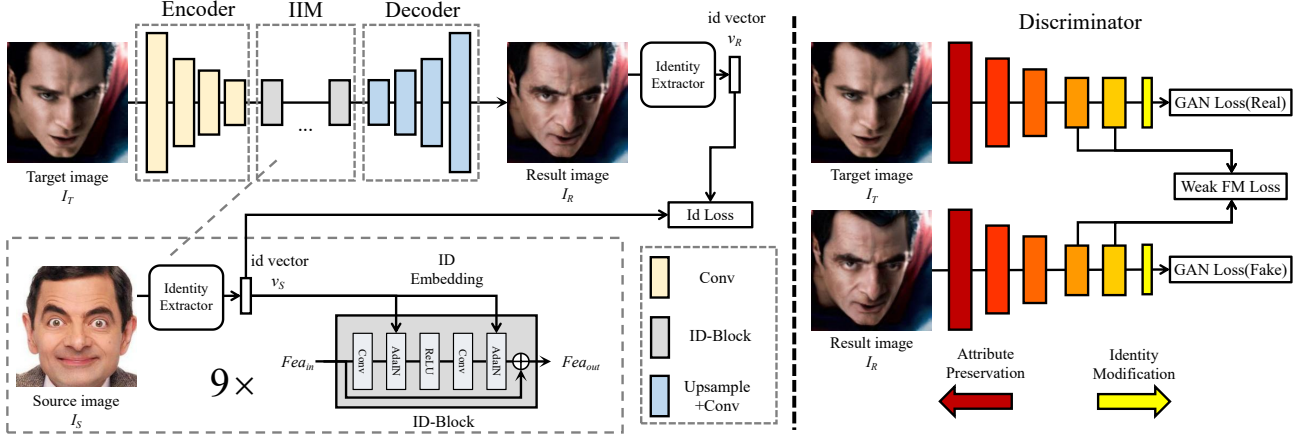 Encoder
IIM
Decoder
id vector
v_R
Identity
Extractor
...
Target image
I_T
Result image
I_R
Id Loss
id vector
v_S
ID
Embedding
Identity
Extractor
Fea_in
Conv
AdaIN
ReLU
Conv
AdaIN
Fea_out
9×
ID-Block
Source image
I_S
Conv
ID-Block
Upsample
+Conv
Discriminator
GAN Loss(Real)
Target image
I_T
Weak FM Loss
GAN Loss(Fake)
Result image
I_R
Attribute
Preservation
Identity
Modification